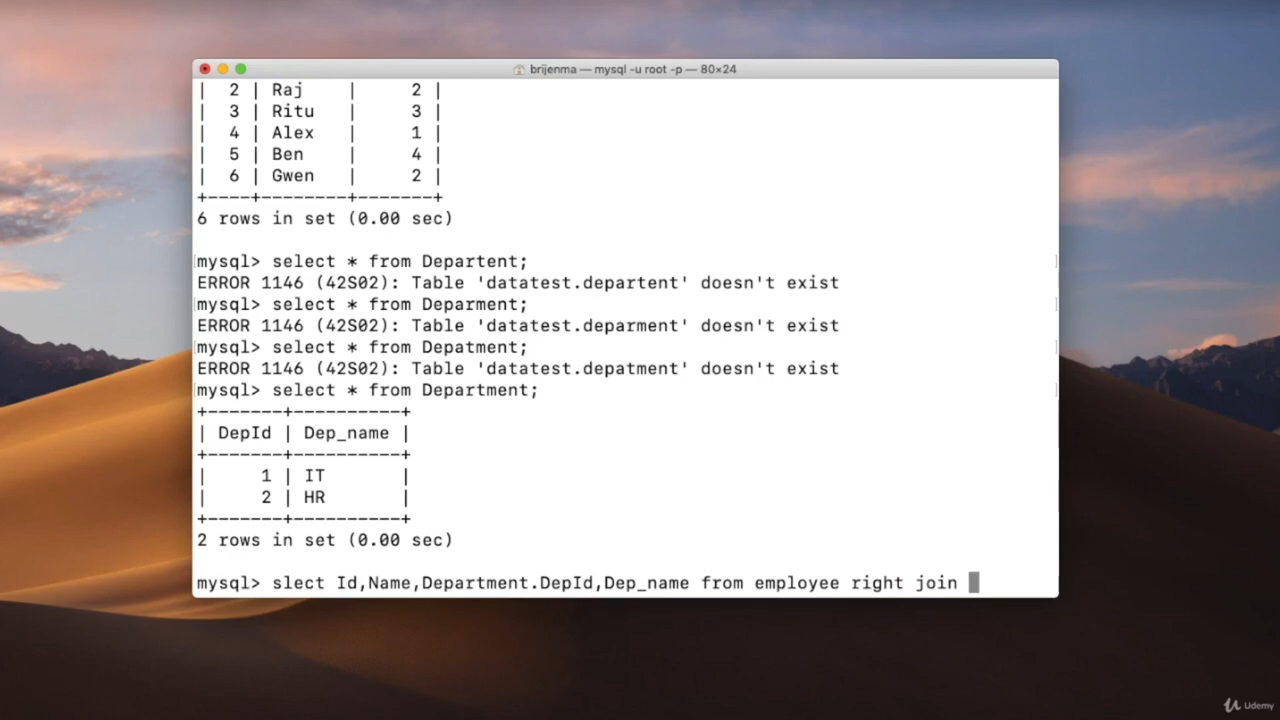 brijenma — mysql -u root -p — 80×24
|  2 | Raj    |     2 |
|  3 | Ritu   |     3 |
|  4 | Alex   |     1 |
|  5 | Ben    |     4 |
|  6 | Gwen   |     2 |
+----+--------+-------+
6 rows in set (0.00 sec)
mysql> select * from Departent;
ERROR 1146 (42S02): Table 'datatest.departent' doesn't exist
mysql> select * from Deparment;
ERROR 1146 (42S02): Table 'datatest.deparment' doesn't exist
mysql> select * from Depatment;
ERROR 1146 (42S02): Table 'datatest.depatment' doesn't exist
mysql> select * from Department;
+-------+----------+
| DepId | Dep_name |
+-------+----------+
|     1 | IT       |
|     2 | HR       |
+-------+----------+
2 rows in set (0.00 sec)
mysql> slect Id,Name,Department.DepId,Dep_name from employee right join
Udemy